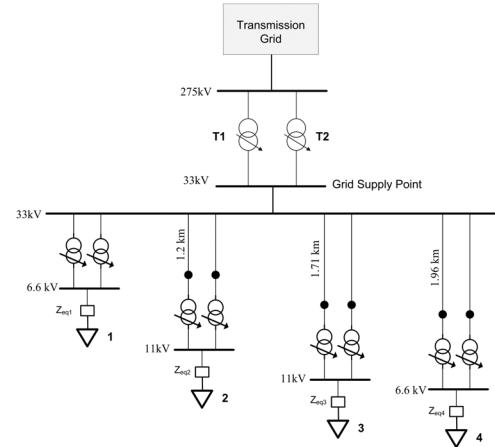 Transmission
Grid
275kV
T1
T2
33kV
Grid Supply Point
33kV
1.2 km
1.71 km
1.96 km
6.6 kV
Zeq1
1
11kV
Zeq2
2
11kV
Zeq3
3
6.6 kV
Zeq4
4